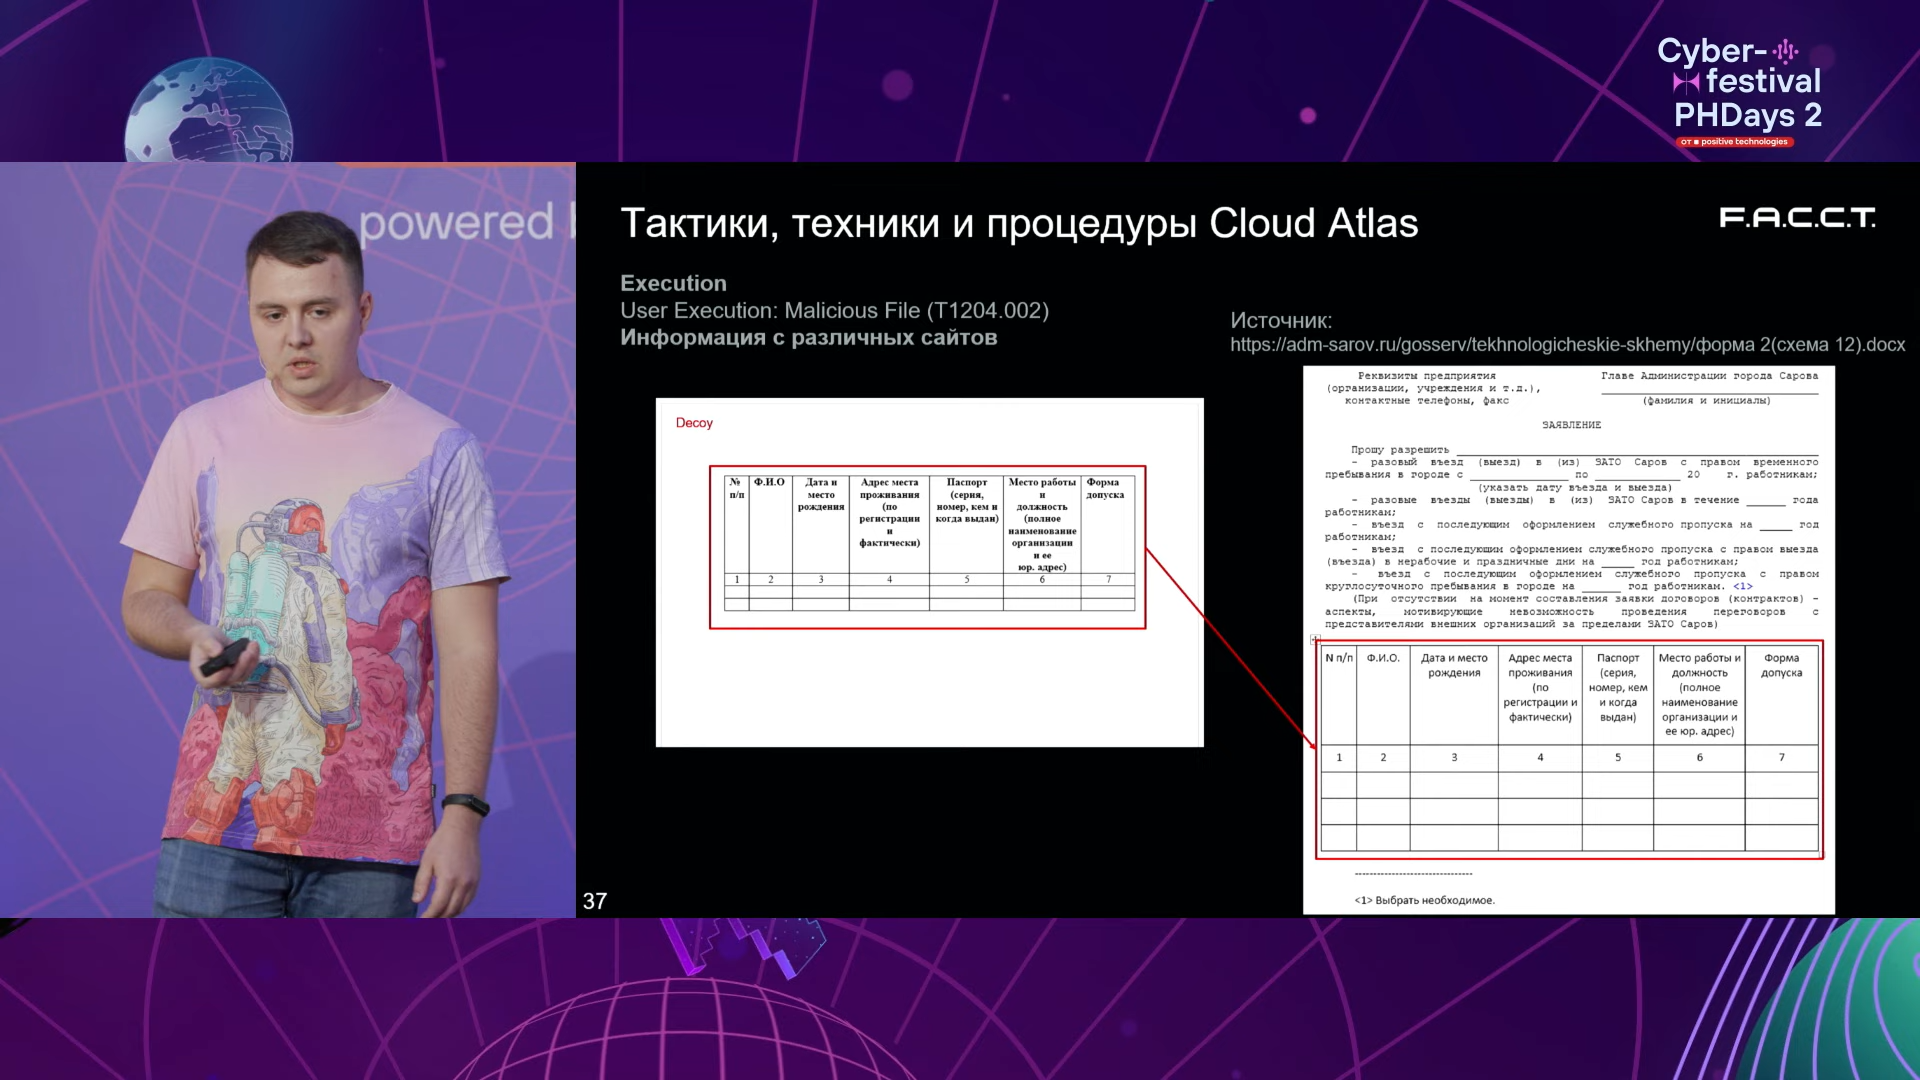 Cyber-
festival
PHDays 2
от positive technologies
powered b
Тактики, техники и процедуры Cloud Atlas
F.A.C.C.T.
Execution
User Execution: Malicious File (T1204.002)
Информация с различных сайтов
Источник:
https://adm-sarov.ru/gosserv/tekhnologicheskie-skhemy/форма 2(схема 12).docx
Decoy
№ п/п Ф.И.О Дата и место рождения Адрес места проживания (по регистрации и фактически) Паспорт (серия, номер, кем и когда выдан) Место работы и должность (полное наименование организации и ее юр. адрес) Форма допуска
1 2 3 4 5 6 7
Реквизиты предприятия
(организации, учреждения и т.д.),
контактные телефоны, факс
Главе Администрации города Сарова
(фамилия и инициалы)
ЗАЯВЛЕНИЕ
Прошу разрешить
- разовый въезд (выезд) в (из) ЗАТО Саров с правом временного
пребывания в городе с ________ по ________ 20 г. работникам;
(указать дату въезда и выезда)
- разовые въезды (выезды) в (из) ЗАТО Саров в течение ______ года
работникам;
- въезд с последующим оформлением служебного пропуска на _____ год
работникам;
- въезд с последующим оформлением служебного пропуска с правом выезда
(въезда) в нерабочие и праздничные дни на _____ год работникам;
- въезд с последующим оформлением служебного пропуска с правом
круглосуточного пребывания в городе на ______ год работникам. <1>
(При отсутствии на момент составления заявки договоров (контрактов) -
аспекты, мотивирующие невозможность проведения переговоров с
представителями внешних организаций за пределами ЗАТО Саров)
N п/п Ф.И.О. Дата и место рождения Адрес места проживания (по регистрации и фактически) Паспорт (серия, номер, кем и когда выдан) Место работы и должность (полное наименование организации и ее юр. адрес) Форма допуска
1 2 3 4 5 6 7
------------------------------
<1> Выбрать необходимое.
37